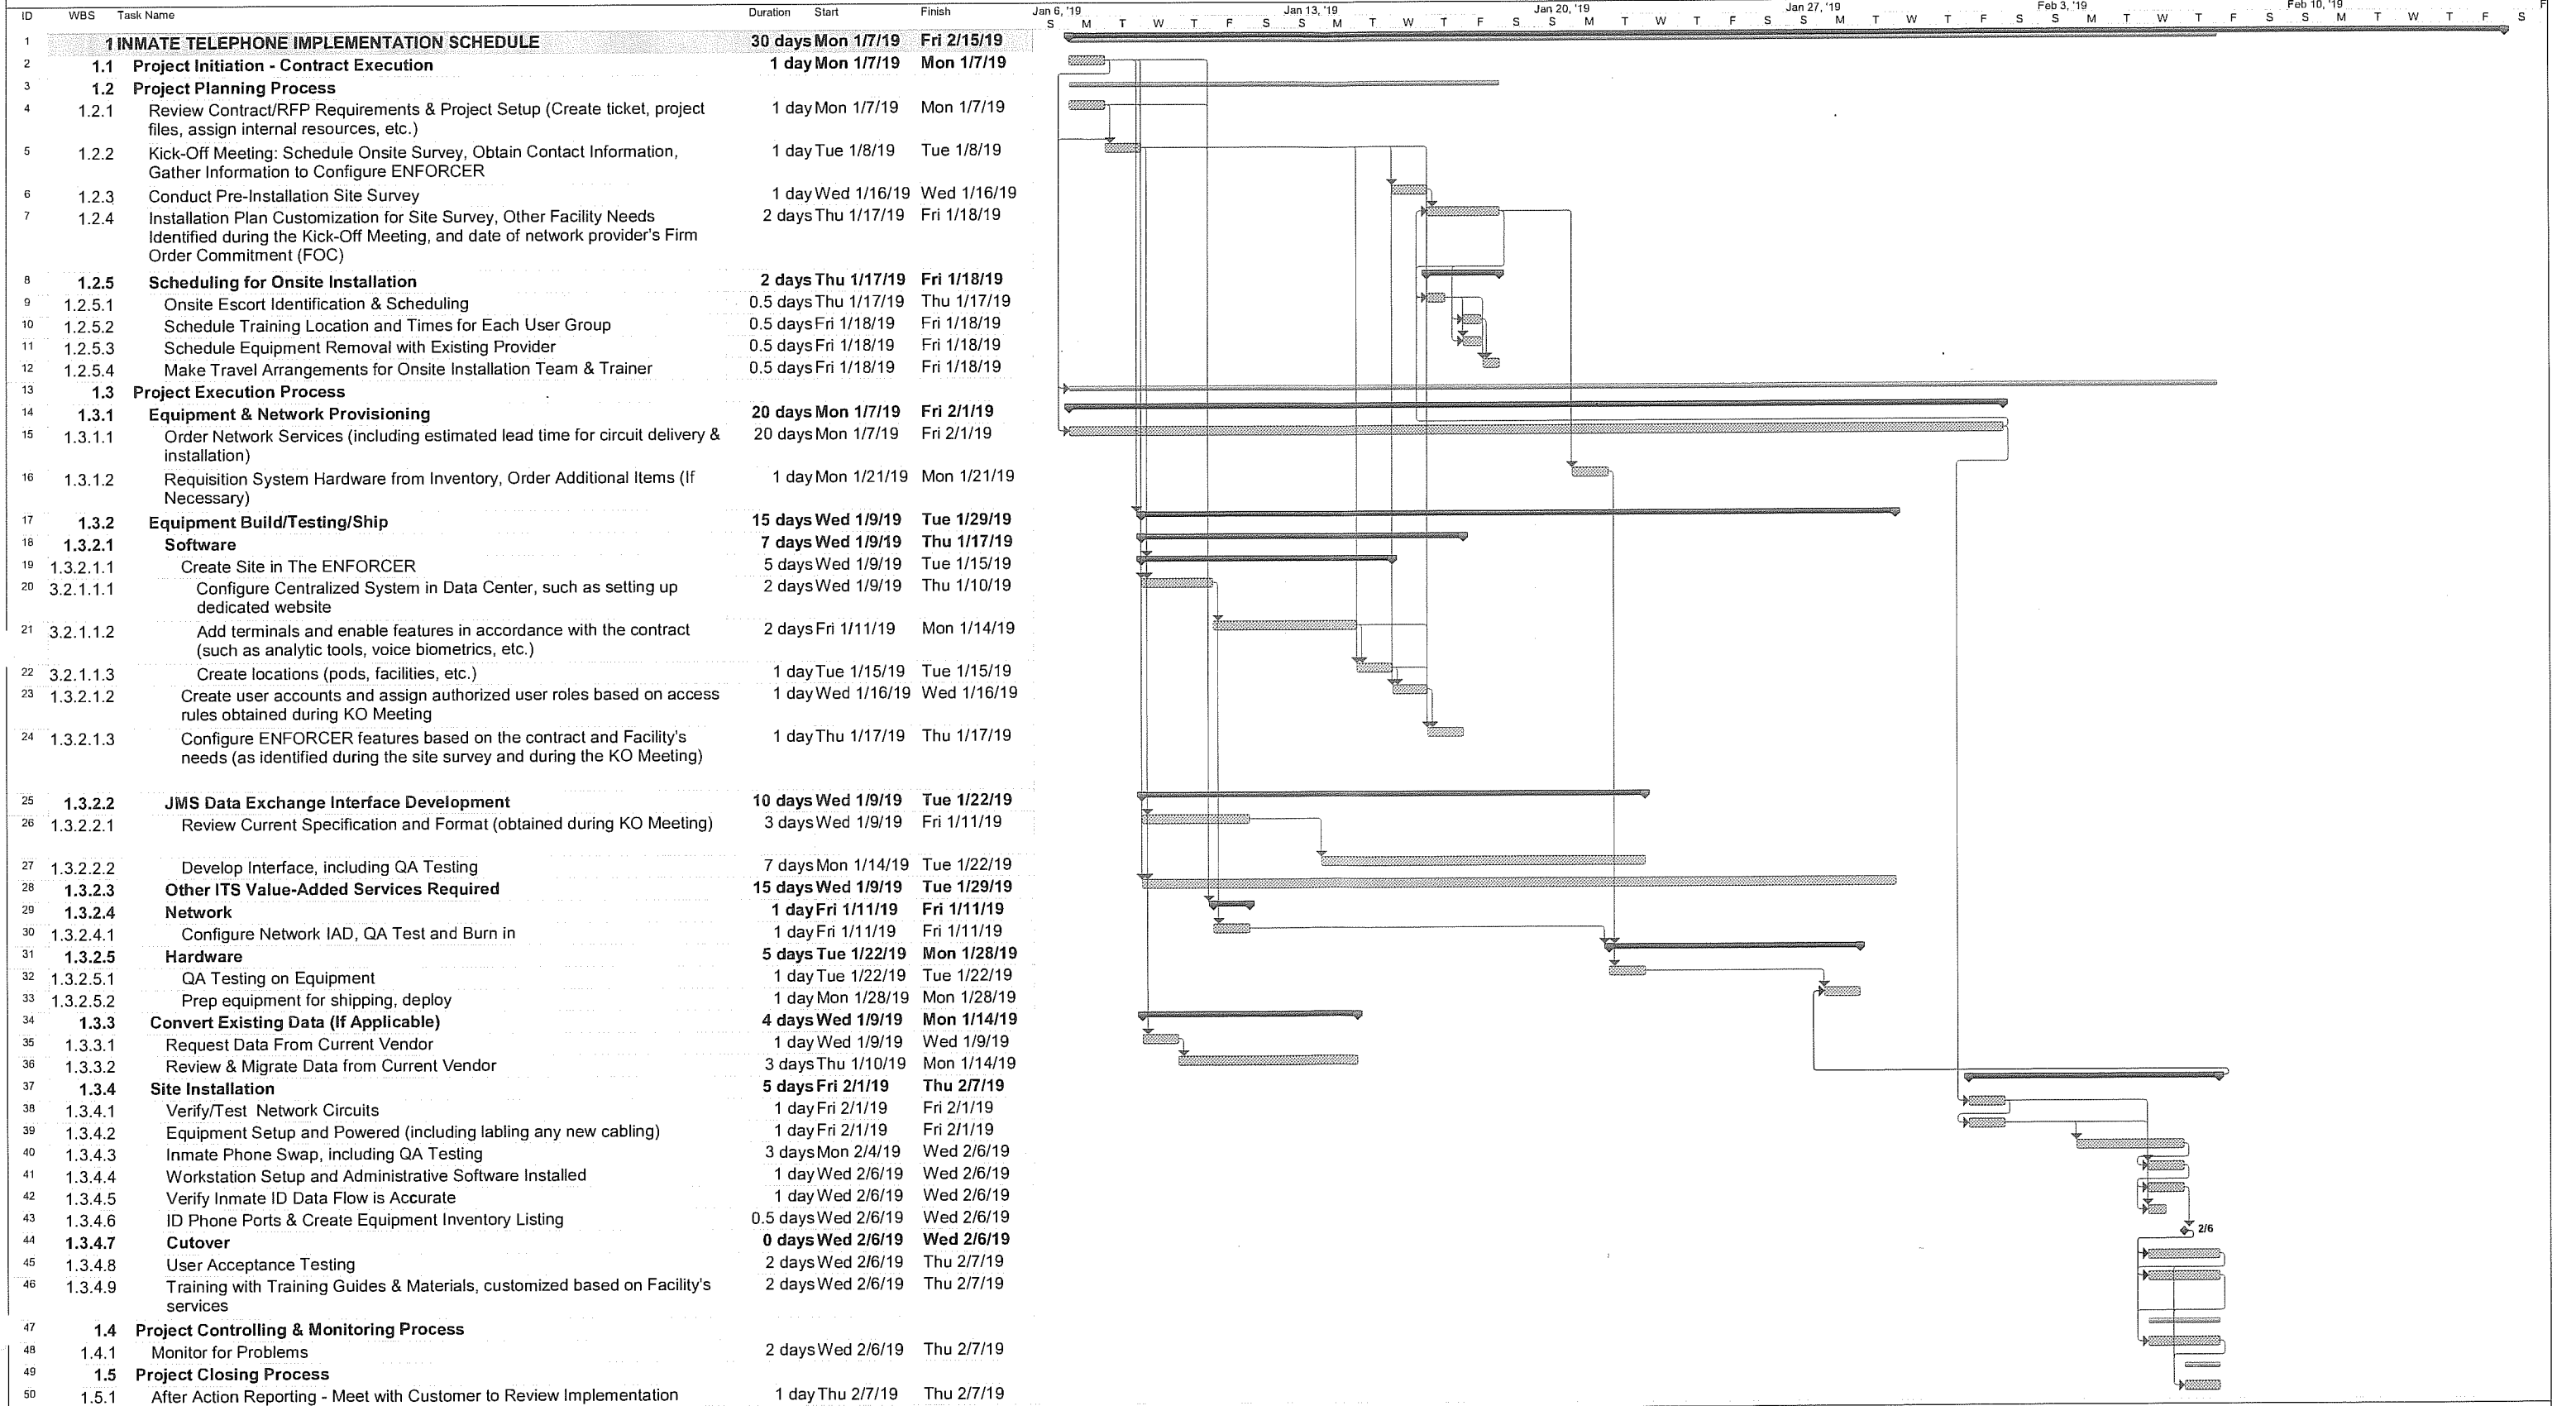 ID WBS Task Name Duration Start Finish Jan 6, '19 Jan 13, '19 Jan 20, '19 Jan 27, '19 Feb 3, '19 Feb 10, '19 F
S M T W T F S S M T W T F S S M T W T F S S M T W T F S S M T W T F S S M T W T F S
1 1 INMATE TELEPHONE IMPLEMENTATION SCHEDULE 30 days Mon 1/7/19 Fri 2/15/19
2 1.1 Project Initiation - Contract Execution 1 day Mon 1/7/19 Mon 1/7/19
3 1.2 Project Planning Process
4 1.2.1 Review Contract/RFP Requirements & Project Setup (Create ticket, project 1 day Mon 1/7/19 Mon 1/7/19
files, assign internal resources, etc.)
5 1.2.2 Kick-Off Meeting: Schedule Onsite Survey, Obtain Contact Information, 1 day Tue 1/8/19 Tue 1/8/19
Gather Information to Configure ENFORCER
6 1.2.3 Conduct Pre-Installation Site Survey 1 day Wed 1/16/19 Wed 1/16/19
7 1.2.4 Installation Plan Customization for Site Survey, Other Facility Needs 2 days Thu 1/17/19 Fri 1/18/19
Identified during the Kick-Off Meeting, and date of network provider's Firm
Order Commitment (FOC)
8 1.2.5 Scheduling for Onsite Installation 2 days Thu 1/17/19 Fri 1/18/19
9 1.2.5.1 Onsite Escort Identification & Scheduling 0.5 days Thu 1/17/19 Thu 1/17/19
10 1.2.5.2 Schedule Training Location and Times for Each User Group 0.5 days Fri 1/18/19 Fri 1/18/19
11 1.2.5.3 Schedule Equipment Removal with Existing Provider 0.5 days Fri 1/18/19 Fri 1/18/19
12 1.2.5.4 Make Travel Arrangements for Onsite Installation Team & Trainer 0.5 days Fri 1/18/19 Fri 1/18/19
13 1.3 Project Execution Process
14 1.3.1 Equipment & Network Provisioning 20 days Mon 1/7/19 Fri 2/1/19
15 1.3.1.1 Order Network Services (including estimated lead time for circuit delivery & 20 days Mon 1/7/19 Fri 2/1/19
installation)
16 1.3.1.2 Requisition System Hardware from Inventory, Order Additional Items (If 1 day Mon 1/21/19 Mon 1/21/19
Necessary)
17 1.3.2 Equipment Build/Testing/Ship 15 days Wed 1/9/19 Tue 1/29/19
18 1.3.2.1 Software 7 days Wed 1/9/19 Thu 1/17/19
19 1.3.2.1.1 Create Site in The ENFORCER 5 days Wed 1/9/19 Tue 1/15/19
20 3.2.1.1.1 Configure Centralized System in Data Center, such as setting up 2 days Wed 1/9/19 Thu 1/10/19
dedicated website
21 3.2.1.1.2 Add terminals and enable features in accordance with the contract 2 days Fri 1/11/19 Mon 1/14/19
(such as analytic tools, voice biometrics, etc.)
22 3.2.1.1.3 Create locations (pods, facilities, etc.) 1 day Tue 1/15/19 Tue 1/15/19
23 1.3.2.1.2 Create user accounts and assign authorized user roles based on access 1 day Wed 1/16/19 Wed 1/16/19
rules obtained during KO Meeting
24 1.3.2.1.3 Configure ENFORCER features based on the contract and Facility's 1 day Thu 1/17/19 Thu 1/17/19
needs (as identified during the site survey and during the KO Meeting)
25 1.3.2.2 JMS Data Exchange Interface Development 10 days Wed 1/9/19 Tue 1/22/19
26 1.3.2.2.1 Review Current Specification and Format (obtained during KO Meeting) 3 days Wed 1/9/19 Fri 1/11/19
27 1.3.2.2.2 Develop Interface, including QA Testing 7 days Mon 1/14/19 Tue 1/22/19
28 1.3.2.3 Other ITS Value-Added Services Required 15 days Wed 1/9/19 Tue 1/29/19
29 1.3.2.4 Network 1 day Fri 1/11/19 Fri 1/11/19
30 1.3.2.4.1 Configure Network IAD, QA Test and Burn in 1 day Fri 1/11/19 Fri 1/11/19
31 1.3.2.5 Hardware 5 days Tue 1/22/19 Mon 1/28/19
32 1.3.2.5.1 QA Testing on Equipment 1 day Tue 1/22/19 Tue 1/22/19
33 1.3.2.5.2 Prep equipment for shipping, deploy 1 day Mon 1/28/19 Mon 1/28/19
34 1.3.3 Convert Existing Data (If Applicable) 4 days Wed 1/9/19 Mon 1/14/19
35 1.3.3.1 Request Data From Current Vendor 1 day Wed 1/9/19 Wed 1/9/19
36 1.3.3.2 Review & Migrate Data from Current Vendor 3 days Thu 1/10/19 Mon 1/14/19
37 1.3.4 Site Installation 5 days Fri 2/1/19 Thu 2/7/19
38 1.3.4.1 Verify/Test Network Circuits 1 day Fri 2/1/19 Fri 2/1/19
39 1.3.4.2 Equipment Setup and Powered (including labling any new cabling) 1 day Fri 2/1/19 Fri 2/1/19
40 1.3.4.3 Inmate Phone Swap, including QA Testing 3 days Mon 2/4/19 Wed 2/6/19
41 1.3.4.4 Workstation Setup and Administrative Software Installed 1 day Wed 2/6/19 Wed 2/6/19
42 1.3.4.5 Verify Inmate ID Data Flow is Accurate 1 day Wed 2/6/19 Wed 2/6/19
43 1.3.4.6 ID Phone Ports & Create Equipment Inventory Listing 0.5 days Wed 2/6/19 Wed 2/6/19
44 1.3.4.7 Cutover 0 days Wed 2/6/19 Wed 2/6/19 2/6
45 1.3.4.8 User Acceptance Testing 2 days Wed 2/6/19 Thu 2/7/19
46 1.3.4.9 Training with Training Guides & Materials, customized based on Facility's 2 days Wed 2/6/19 Thu 2/7/19
services
47 1.4 Project Controlling & Monitoring Process
48 1.4.1 Monitor for Problems 2 days Wed 2/6/19 Thu 2/7/19
49 1.5 Project Closing Process
50 1.5.1 After Action Reporting - Meet with Customer to Review Implementation 1 day Thu 2/7/19 Thu 2/7/19